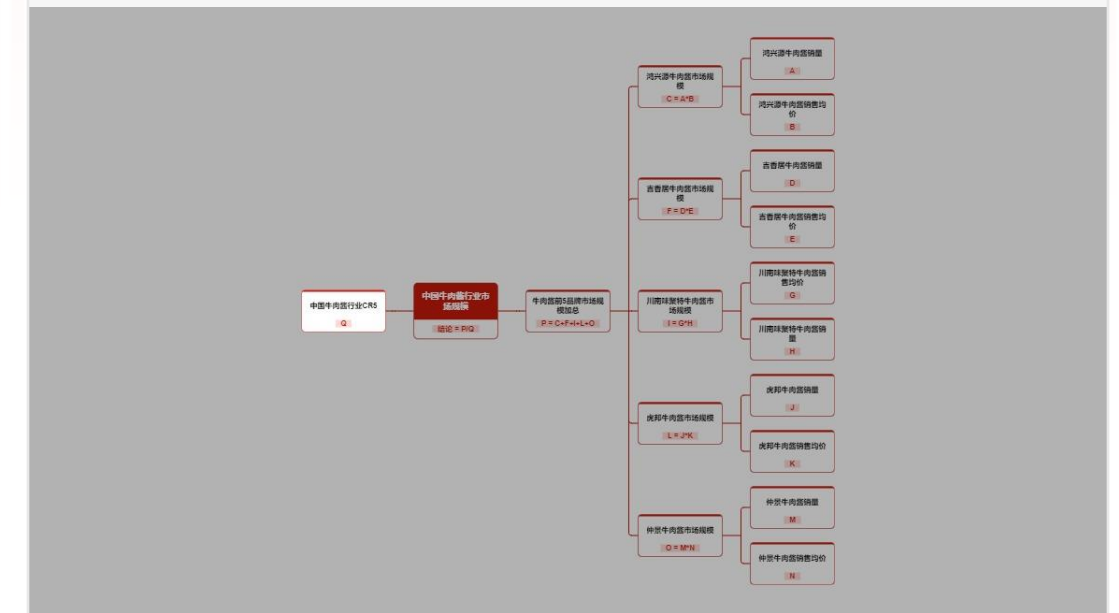 中国牛肉酱行业CR5
Q
中国牛肉酱行业市
场规模
结论 = P/Q
牛肉酱前5品牌市场规
模加总
P = C+F+I+L+O
鸿兴源牛肉酱市场规
模
C = A*B
鸿兴源牛肉酱销量
A
鸿兴源牛肉酱销售均
价
B
吉香居牛肉酱市场规
模
F = D*E
吉香居牛肉酱销量
D
吉香居牛肉酱销售均
价
E
川南味聚特牛肉酱市
场规模
I = G*H
川南味聚特牛肉酱销
售均价
G
川南味聚特牛肉酱销
量
H
虎邦牛肉酱市场规模
L = J*K
虎邦牛肉酱销量
J
虎邦牛肉酱销售均价
K
仲景牛肉酱市场规模
O = M*N
仲景牛肉酱销量
M
仲景牛肉酱销售均价
N